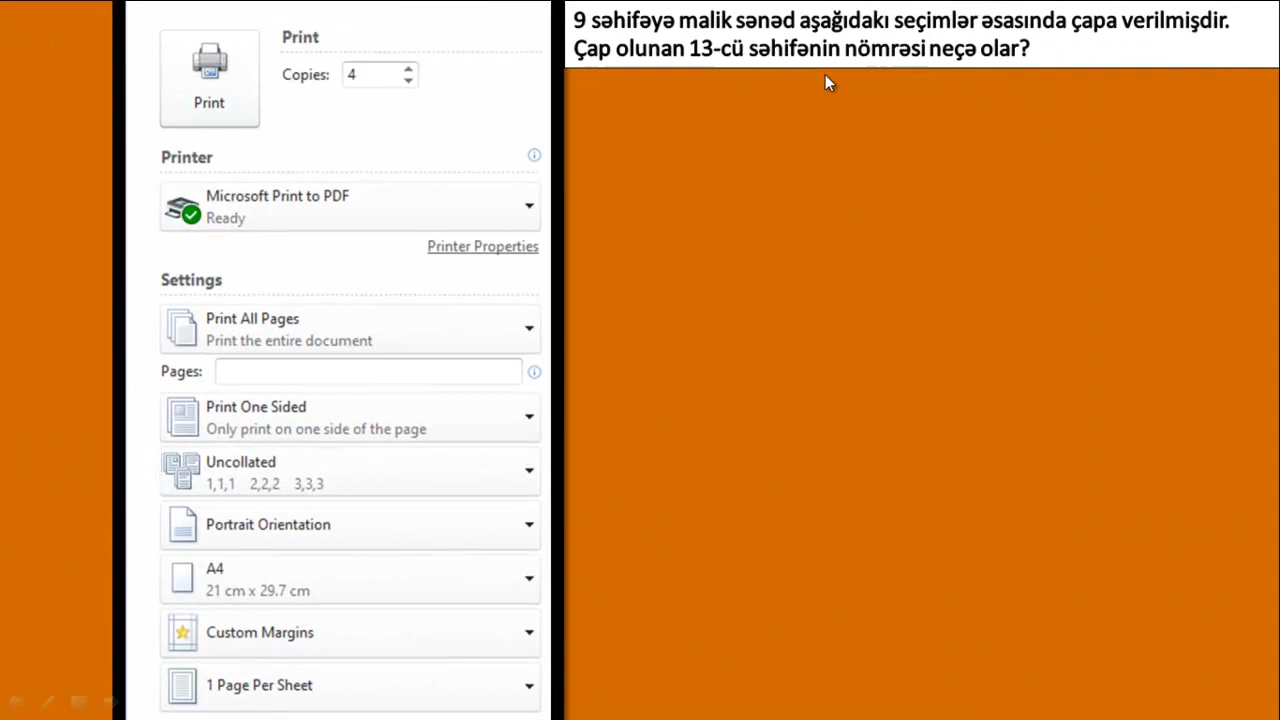 9 səhifəyə malik sənəd aşağıdakı seçimlər əsasında çapa verilmişdir.
Çap olunan 13-cü səhifənin nömrəsi neçə olar?
Print
Print
Copies: 4
Printer
Microsoft Print to PDF
Ready
Printer Properties
Settings
Print All Pages
Print the entire document
Pages:
Print One Sided
Only print on one side of the page
Uncollated
1,1,1 2,2,2 3,3,3
Portrait Orientation
A4
21 cm x 29.7 cm
Custom Margins
1 Page Per Sheet